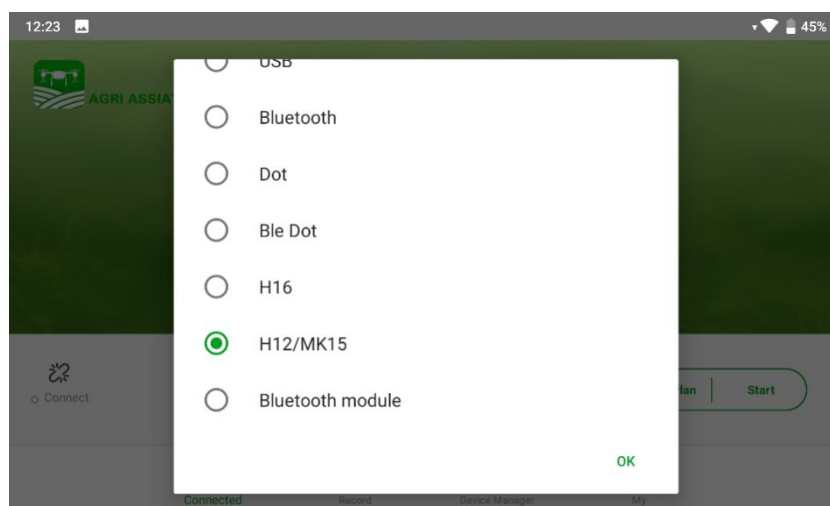 12:23
45%
AGRI ASSIA
USB
Bluetooth
Dot
Ble Dot
H16
H12/MK15
Connect
Start
Bluetooth module
OK
Connected
Record
Device Manager
My